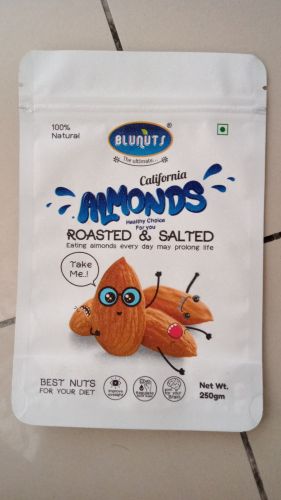 100%
Natural
BLUNUTS
®
The ultimate...
California
ALMONDS
Healthy Choice
For you
ROASTED & SALTED
Eating almonds every day may prolong life
Take
Me..!
BEST NUTS
FOR YOUR DIET
Net Wt.
250gm